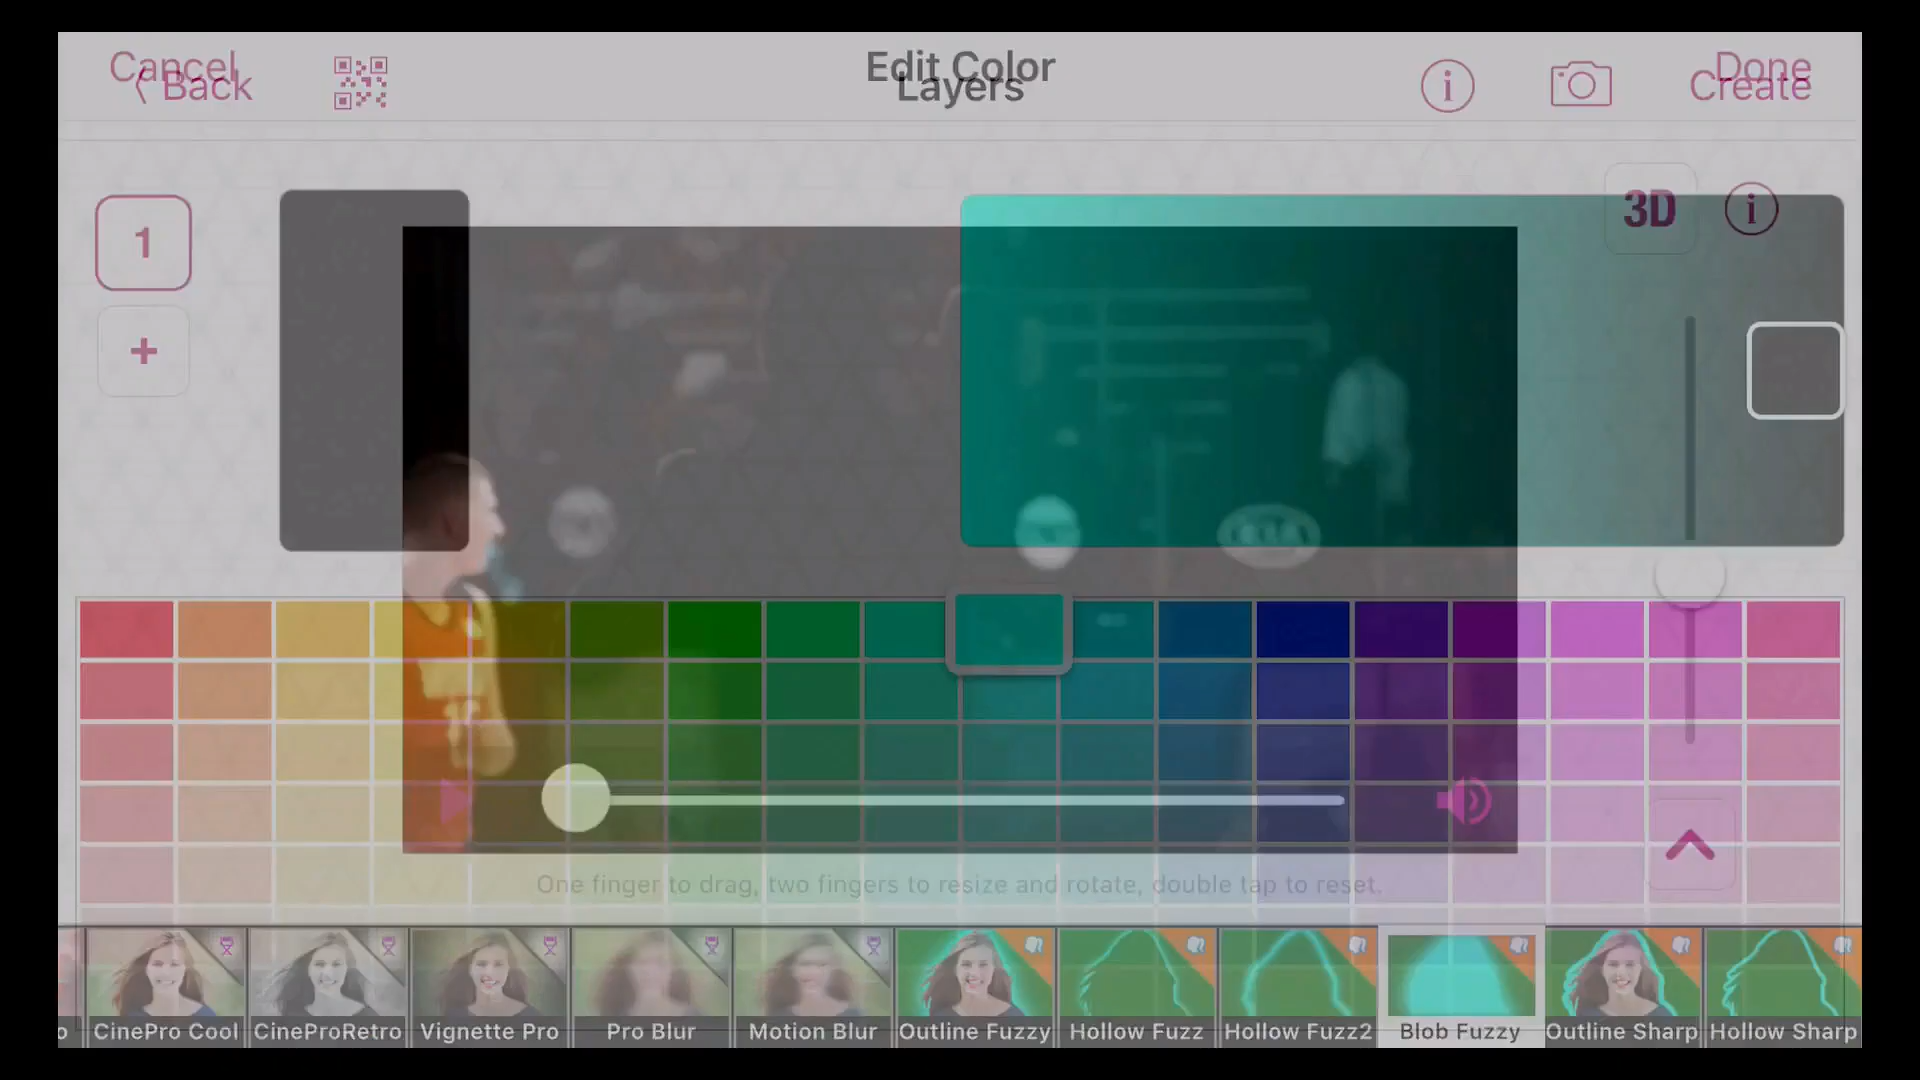 Cancel
Back
Edit Color
Layers
i
Done
Create
1
3D
i
+
One finger to drag, two fingers to resize and rotate, double tap to reset.
o
CinePro Cool
CineProRetro
Vignette Pro
Pro Blur
Motion Blur
Outline Fuzzy
Hollow Fuzz
Hollow Fuzz2
Blob Fuzzy
Outline Sharp
Hollow Sharp